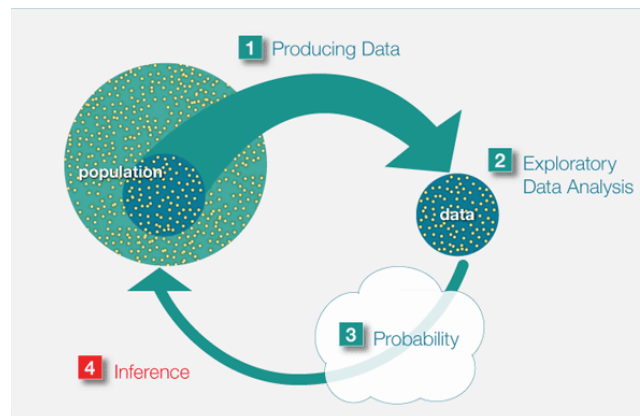 1 Producing Data
population
2 Exploratory
Data Analysis
data
3 Probability
4 Inference